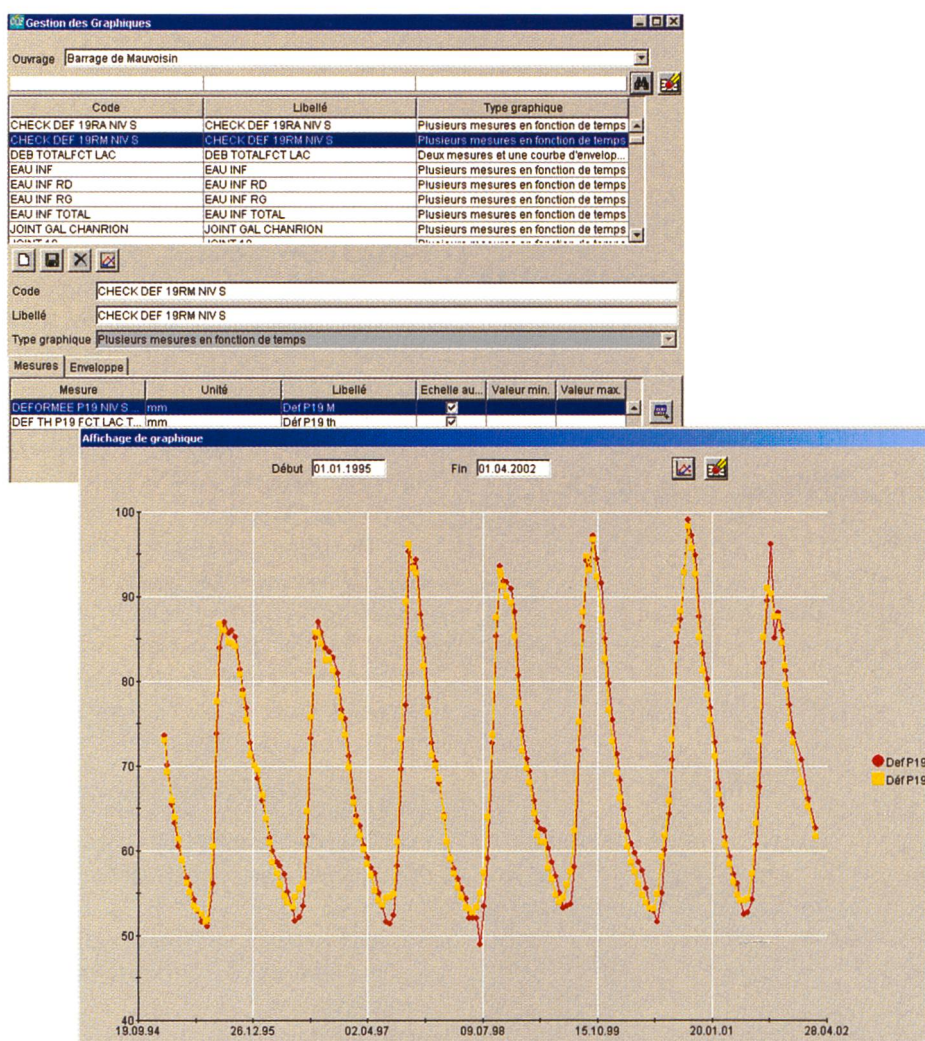 Gestion des Graphiques
Ouvrage Barrage de Mauvoisin
Code Libellé Type graphique
CHECK DEF 19RA NIV S CHECK DEF 19RA NIV S Plusieurs mesures en fonction de temps
CHECK DEF 19RM NIV S CHECK DEF 19RM NIV S Plusieurs mesures en fonction de temps
DEB TOTALFCT LAC DEB TOTALFCT LAC Deux mesures et une courbe d'envelop...
EAU INF EAU INF Plusieurs mesures en fonction de temps
EAU INF RD EAU INF RD Plusieurs mesures en fonction de temps
EAU INF RG EAU INF RG Plusieurs mesures en fonction de temps
EAU INF TOTAL EAU INF TOTAL Plusieurs mesures en fonction de temps
JOINT GAL CHANRION JOINT GAL CHANRION Plusieurs mesures en fonction de temps
Code CHECK DEF 19RM NIV S
Libellé CHECK DEF 19RM NIV S
Type graphique Plusieurs mesures en fonction de temps
Mesures Enveloppe
Mesure Unité Libellé Echelle au... Valeur min. Valeur max.
DEFORMEE P19 NIV S ... mm Def P19 M
DEF TH P19 FCT LAC T... mm Déf P19 th
Affichage de graphique
Début 01.01.1995 Fin 01.04.2002
100
90
80
70
60
50
40
Def P19
Déf P19
19.09.94 26.12.95 02.04.97 09.07.98 15.10.99 20.01.01 28.04.02